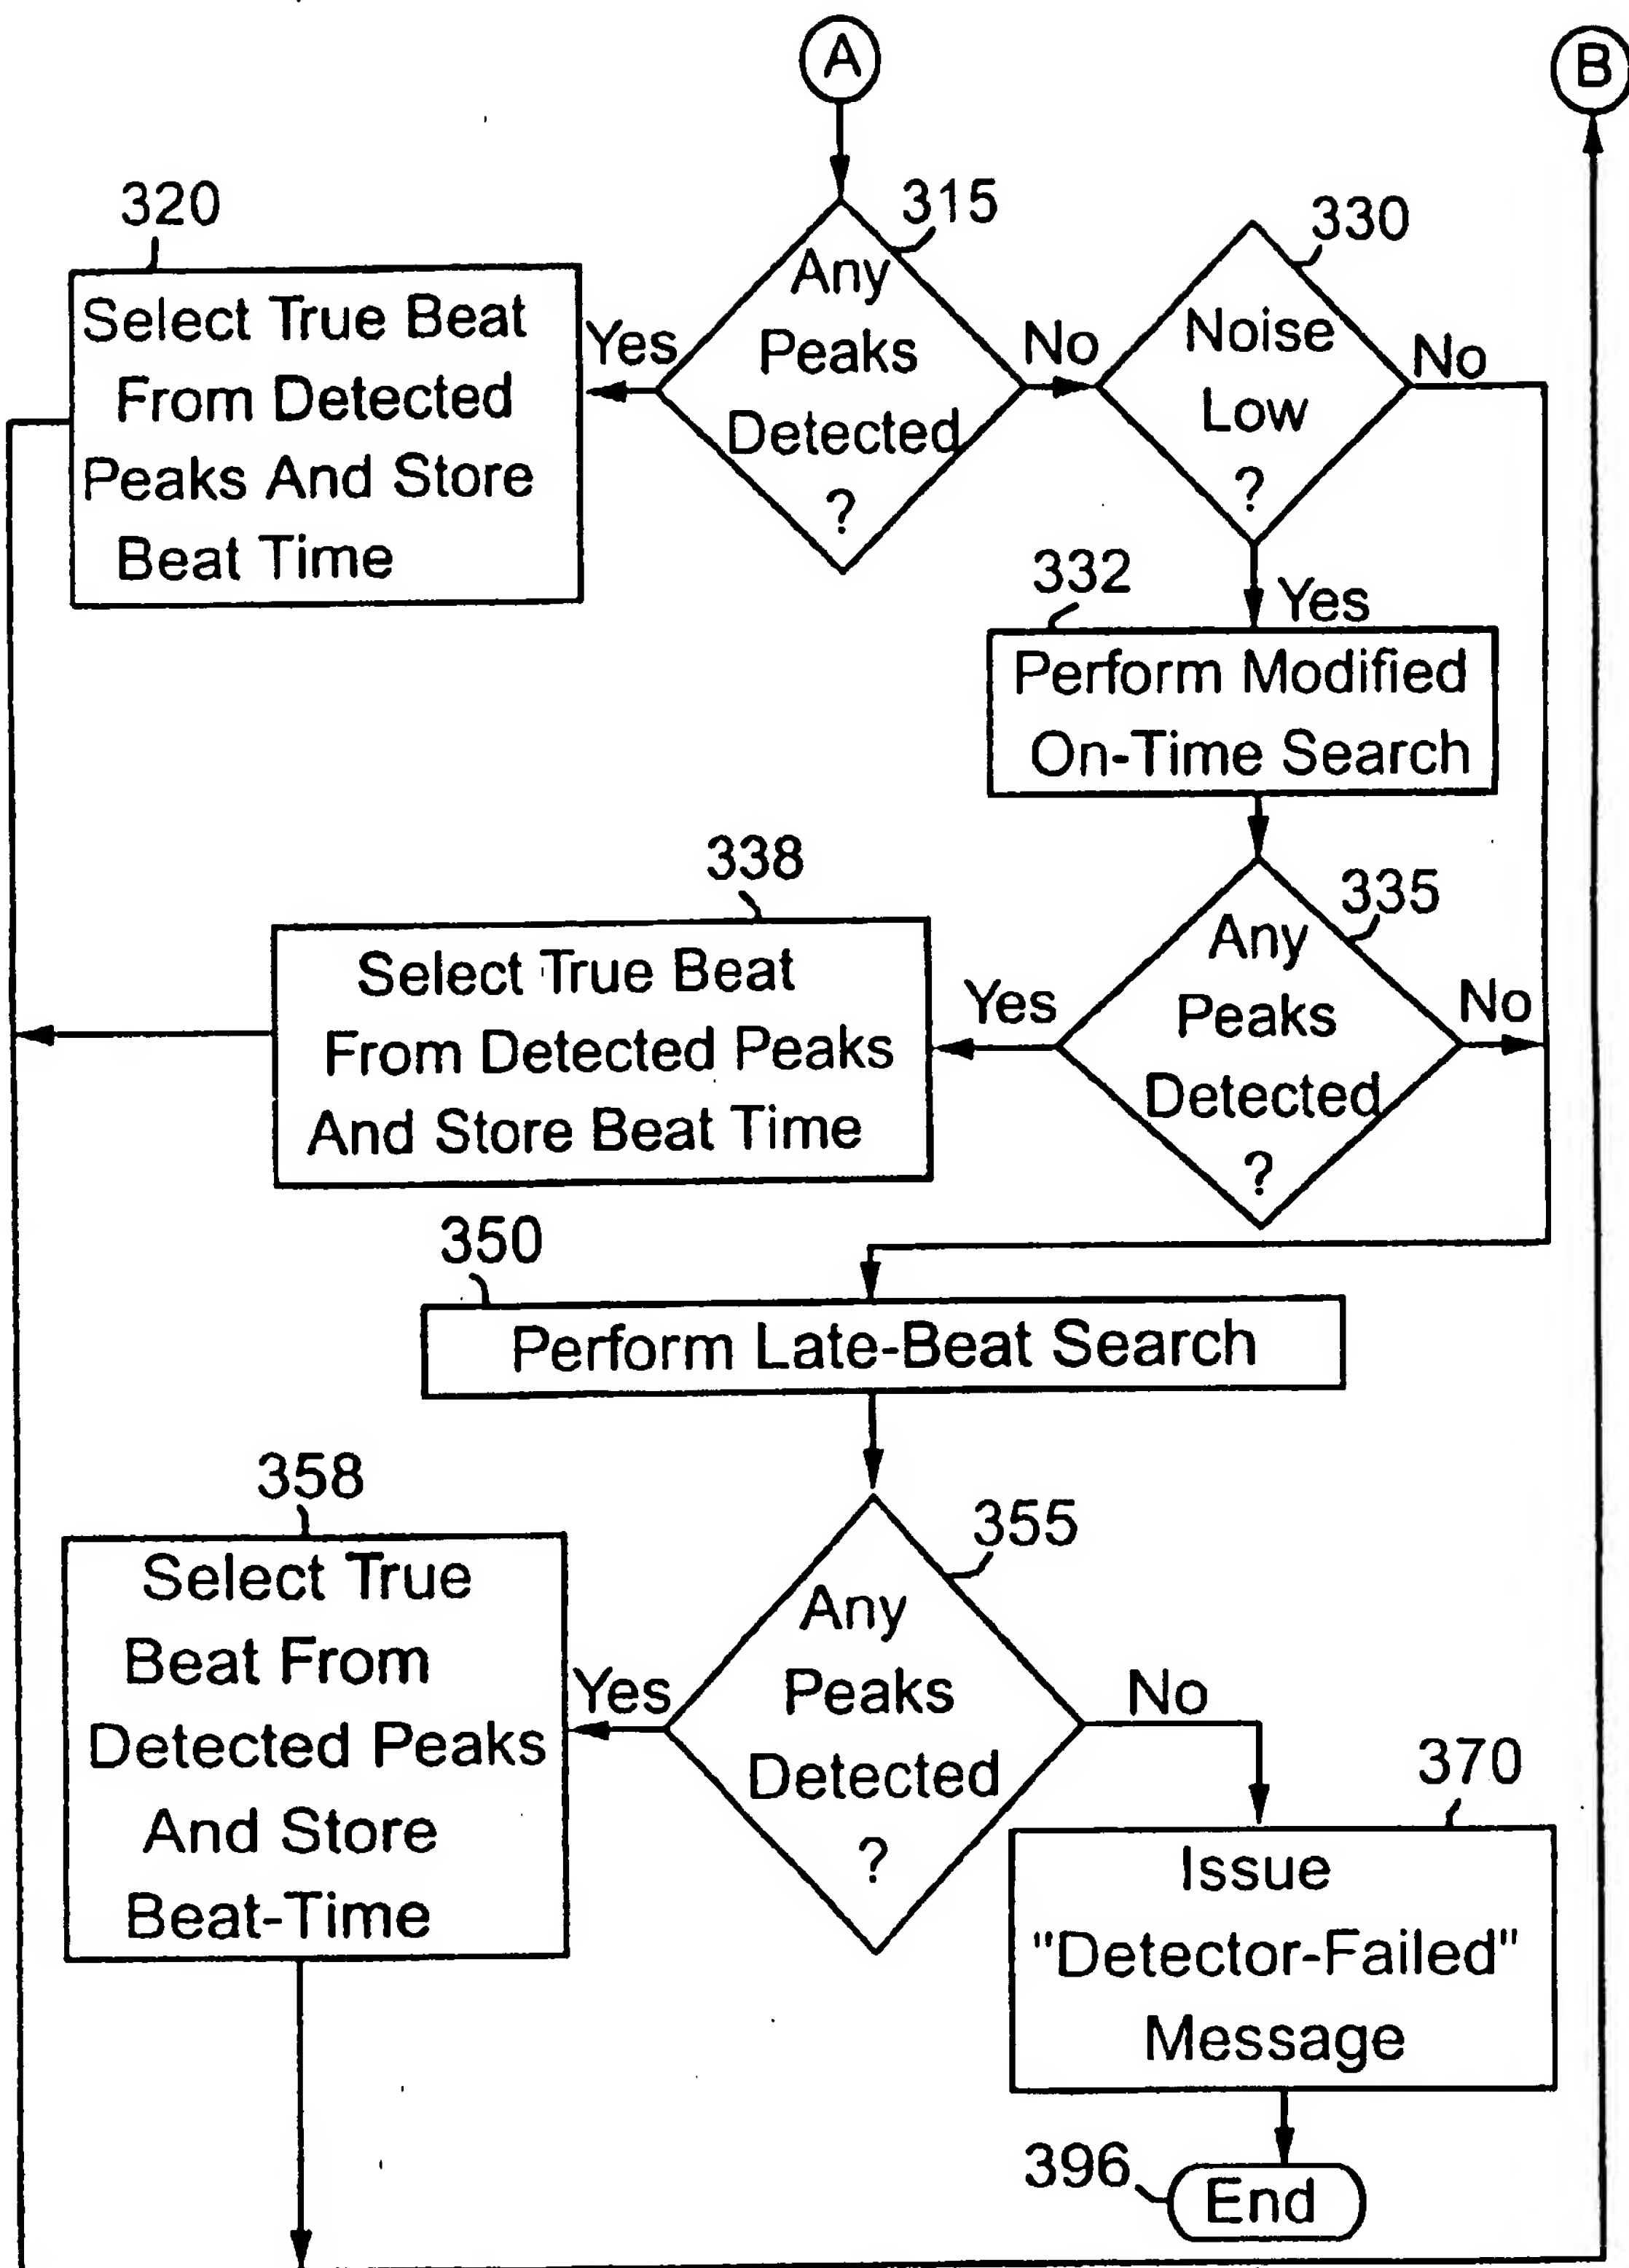 A
B
320
315
330
Select True Beat
From Detected
Peaks And Store
Beat Time
Yes
Any
Peaks
Detected
?
No
Noise
Low
?
No
332
Yes
Perform Modified
On-Time Search
338
335
Select True Beat
From Detected Peaks
And Store Beat Time
Yes
Any
Peaks
Detected
?
No
350
Perform Late-Beat Search
358
355
Select True
Beat From
Detected Peaks
And Store
Beat-Time
Yes
Any
Peaks
Detected
?
No
370
Issue
"Detector-Failed"
Message
396
End